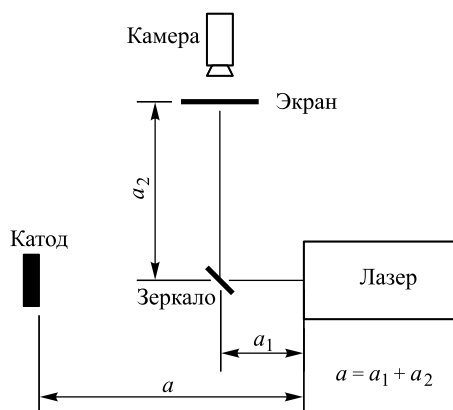 Камера
Экран
a2
Катод
Зеркало
Лазер
a1
a
a = a1 + a2